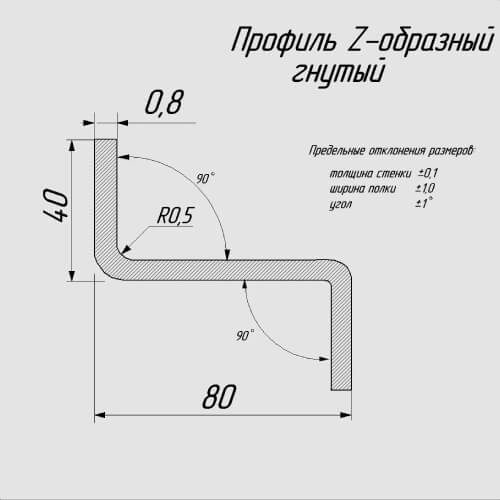 Профиль Z-образный
гнутый
0,8
Предельные отклонения размеров:
толщина стенки ±0,1
ширина полки ±1,0
угол ±1°
90°
40
R0,5
90°
80